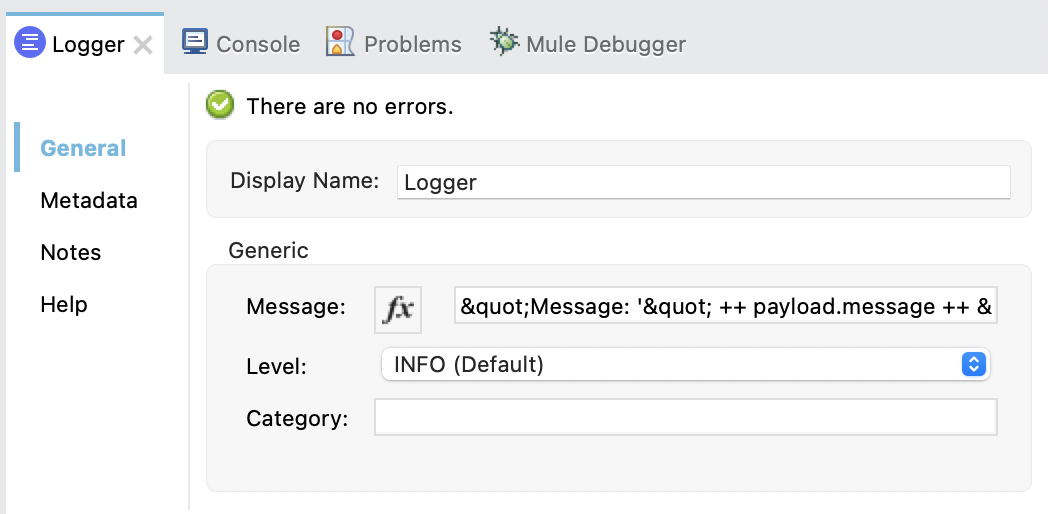 Logger Console Problems Mule Debugger
There are no errors.
General
Display Name: Logger
Metadata
Notes
Generic
Help
Message: fx &quot;Message: '&quot; ++ payload.message ++ &
Level: INFO (Default)
Category: